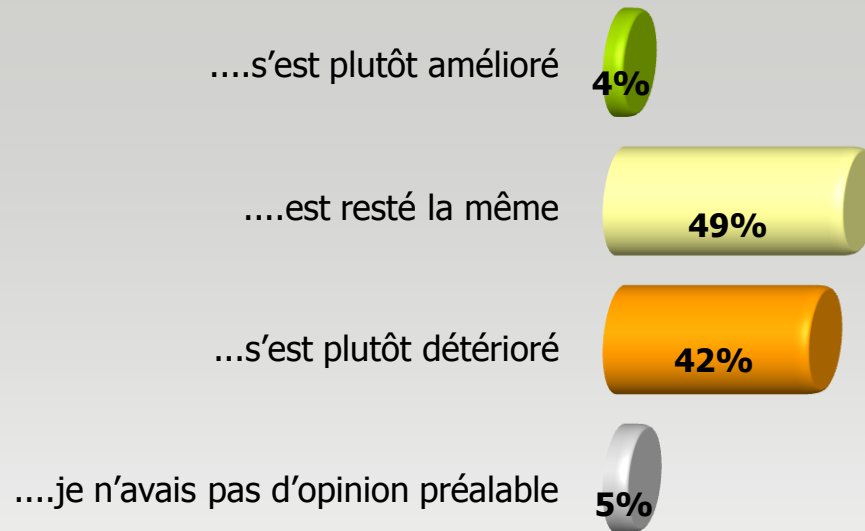 ....s’est plutôt amélioré
4%
....est resté la même
49%
...s’est plutôt détérioré
42%
....je n’avais pas d’opinion préalable
5%